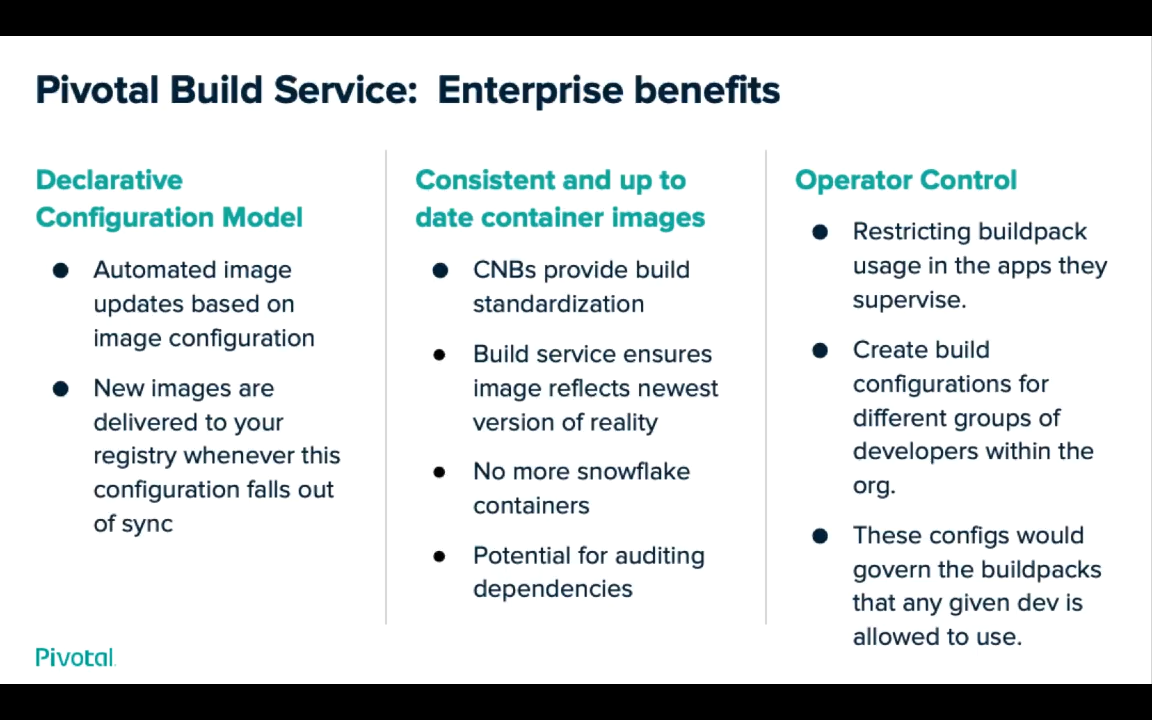 Pivotal Build Service:  Enterprise benefits
Declarative
Configuration Model
● Automated image
updates based on
image configuration
● New images are
delivered to your
registry whenever this
configuration falls out
of sync
Consistent and up to
date container images
● CNBs provide build
standardization
● Build service ensures
image reflects newest
version of reality
● No more snowflake
containers
● Potential for auditing
dependencies
Operator Control
● Restricting buildpack
usage in the apps they
supervise.
● Create build
configurations for
different groups of
developers within the
org.
● These configs would
govern the buildpacks
that any given dev is
allowed to use.
Pivotal